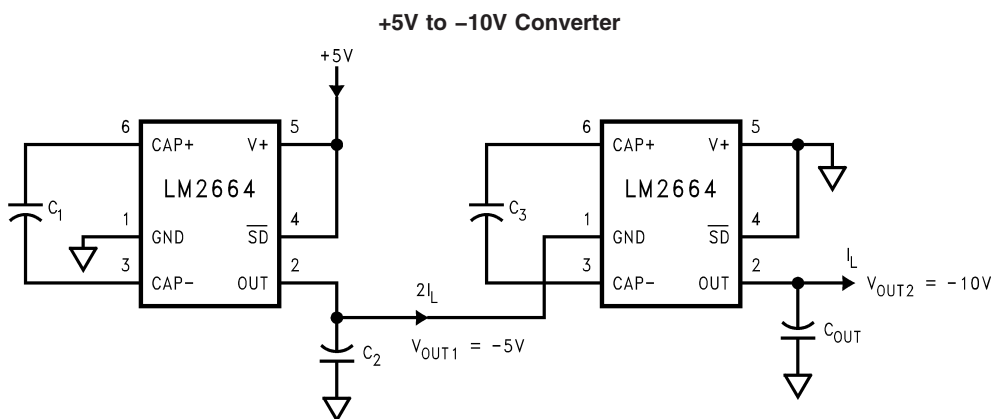 +5V to −10V Converter
+5V
6 CAP+ V+ 5
LM2664
C1
1 GND SD 4
3 CAP- OUT 2
C2
2IL
VOUT1 = -5V
6 CAP+ V+ 5
LM2664
C3
1 GND SD 4
3 CAP- OUT 2
IL
VOUT2 = -10V
COUT